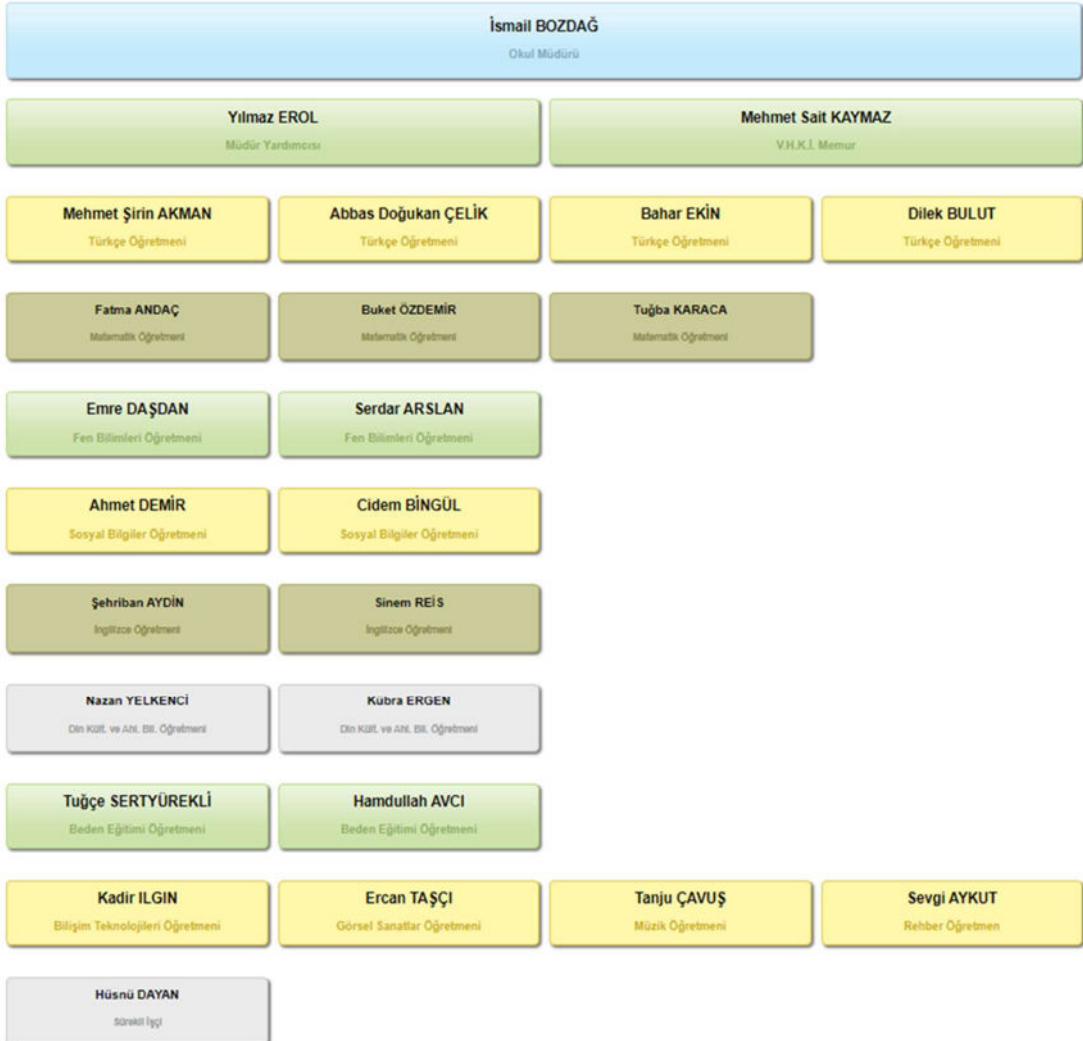 İsmail BOZDAĞ
Okul Müdürü
Yılmaz EROL
Müdür Yardımcısı
Mehmet Sait KAYMAZ
V.H.K.İ. Memur
Mehmet Şirin AKMAN
Türkçe Öğretmeni
Abbas Doğukan ÇELİK
Türkçe Öğretmeni
Bahar EKİN
Türkçe Öğretmeni
Dilek BULUT
Türkçe Öğretmeni
Fatma ANDAÇ
Matematik Öğretmeni
Buket ÖZDEMİR
Matematik Öğretmeni
Tuğba KARACA
Matematik Öğretmeni
Emre DAŞDAN
Fen Bilimleri Öğretmeni
Serdar ARSLAN
Fen Bilimleri Öğretmeni
Ahmet DEMİR
Sosyal Bilgiler Öğretmeni
Cidem BİNGÜL
Sosyal Bilgiler Öğretmeni
Şehriban AYDİN
İngilizce Öğretmeni
Sinem REİS
İngilizce Öğretmeni
Nazan YELKENCİ
Din Kült. ve Ahl. Bil. Öğretmeni
Kübra ERGEN
Din Kült. ve Ahl. Bil. Öğretmeni
Tuğçe SERTYÜREKLİ
Beden Eğitimi Öğretmeni
Hamdullah AVCI
Beden Eğitimi Öğretmeni
Kadir ILGIN
Bilişim Teknolojileri Öğretmeni
Ercan TAŞÇI
Görsel Sanatlar Öğretmeni
Tanju ÇAVUŞ
Müzik Öğretmeni
Sevgi AYKUT
Rehber Öğretmen
Hüsnü DAYAN
Sürekli İşçi